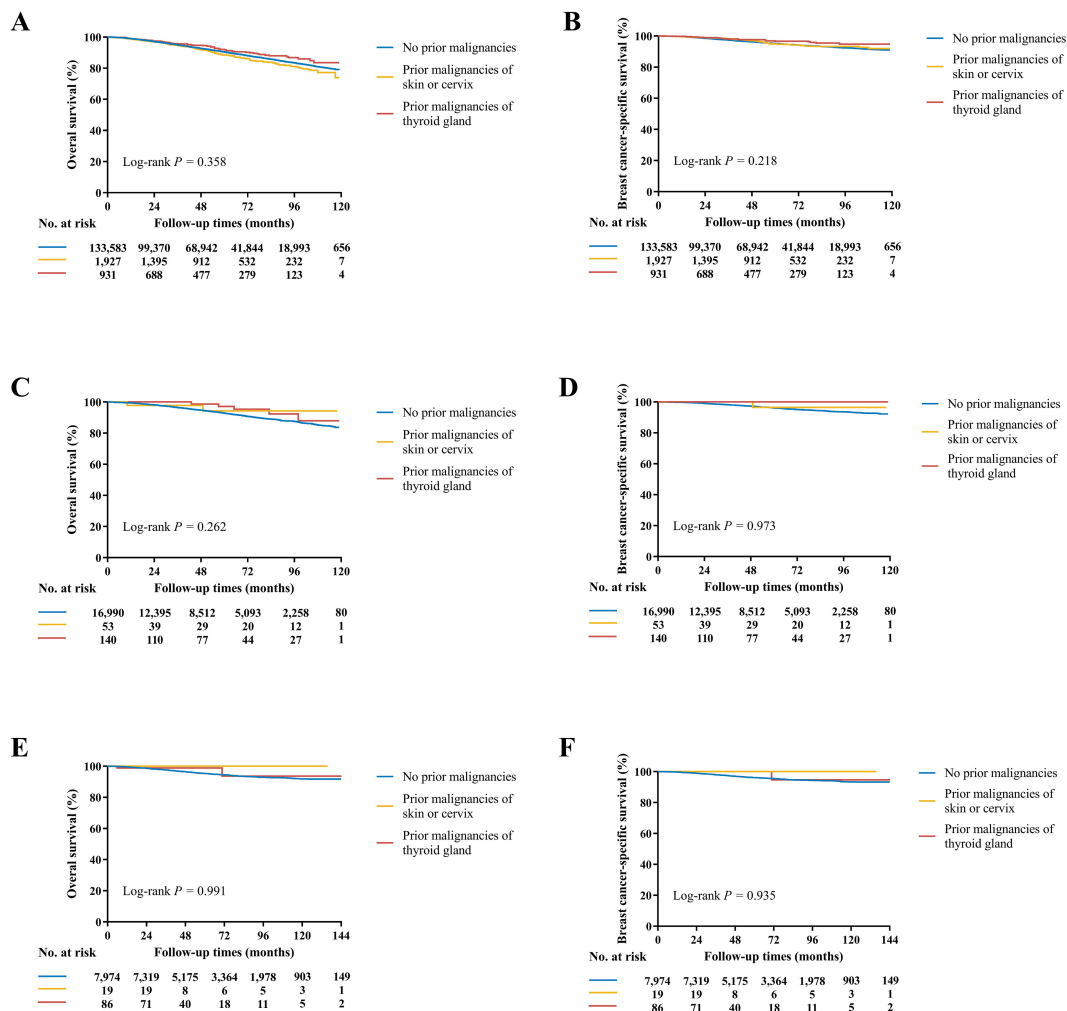 A
Overal survival (%)
100
80
60
40
20
0
Log-rank P = 0.358
0 24 48 72 96 120
No. at risk
Follow-up times (months)
133,583 99,370 68,942 41,844 18,993 656
1,927 1,395 912 532 232 7
931 688 477 279 123 4
No prior malignancies
Prior malignancies of
skin or cervix
Prior malignancies of
thyroid gland
B
Breast cancer-specific survival (%)
100
80
60
40
20
0
Log-rank P = 0.218
0 24 48 72 96 120
No. at risk
Follow-up times (months)
133,583 99,370 68,942 41,844 18,993 656
1,927 1,395 912 532 232 7
931 688 477 279 123 4
No prior malignancies
Prior malignancies of
skin or cervix
Prior malignancies of
thyroid gland
C
Overal survival (%)
100
80
60
40
20
0
Log-rank P = 0.262
0 24 48 72 96 120
No. at risk
Follow-up times (months)
16,990 12,395 8,512 5,093 2,258 80
53 39 29 20 12 1
140 110 77 44 27 1
No prior malignancies
Prior malignancies of
skin or cervix
Prior malignancies of
thyroid gland
D
Breast cancer-specific survival (%)
100
80
60
40
20
0
Log-rank P = 0.973
0 24 48 72 96 120
No. at risk
Follow-up times (months)
16,990 12,395 8,512 5,093 2,258 80
53 39 29 20 12 1
140 110 77 44 27 1
No prior malignancies
Prior malignancies of
skin or cervix
Prior malignancies of
thyroid gland
E
Overal survival (%)
100
80
60
40
20
0
Log-rank P = 0.991
0 24 48 72 96 120 144
No. at risk
Follow-up times (months)
7,974 7,319 5,175 3,364 1,978 903 149
19 19 8 6 5 3 1
86 71 40 18 11 5 2
No prior malignancies
Prior malignancies of
skin or cervix
Prior malignancies of
thyroid gland
F
Breast cancer-specific survival (%)
100
80
60
40
20
0
Log-rank P = 0.935
0 24 48 72 96 120 144
No. at risk
Follow-up times (months)
7,974 7,319 5,175 3,364 1,978 903 149
19 19 8 6 5 3 1
86 71 40 18 11 5 2
No prior malignancies
Prior malignancies of
skin or cervix
Prior malignancies of
thyroid gland